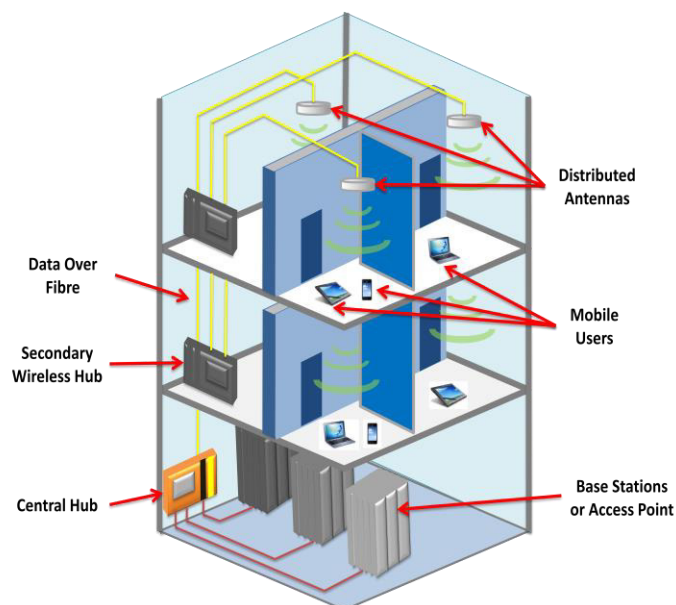 Distributed
Antennas
Data Over
Fibre
Mobile
Users
Secondary
Wireless Hub
Central Hub
Base Stations
or Access Point